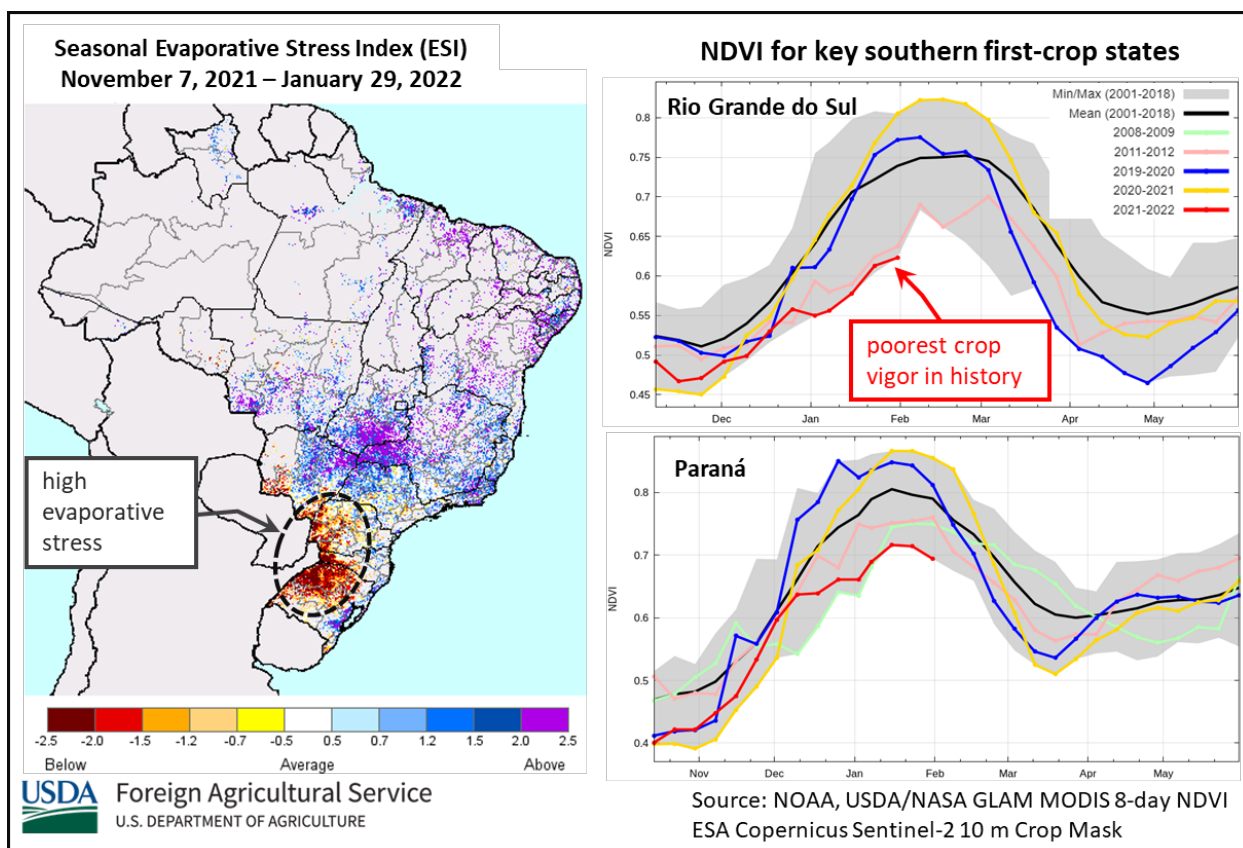 Seasonal Evaporative Stress Index (ESI)
November 7, 2021 – January 29, 2022
high
evaporative
stress
-2.5 -2.0 -1.5 -1.2 -0.7 -0.5 0.5 0.7 1.2 1.5 2.0 2.5
Below Average Above
USDA
Foreign Agricultural Service
U.S. DEPARTMENT OF AGRICULTURE
NDVI for key southern first-crop states
Rio Grande do Sul
Min/Max (2001-2018)
Mean (2001-2018)
2008-2009
2011-2012
2019-2020
2020-2021
2021-2022
0.8
0.75
0.7
0.65
0.6
0.55
0.5
0.45
NDVI
poorest crop
vigor in history
Dec Jan Feb Mar Apr May
Paraná
0.8
0.7
0.6
0.5
0.4
NDVI
Nov Dec Jan Feb Mar Apr May
Source: NOAA, USDA/NASA GLAM MODIS 8-day NDVI
ESA Copernicus Sentinel-2 10 m Crop Mask